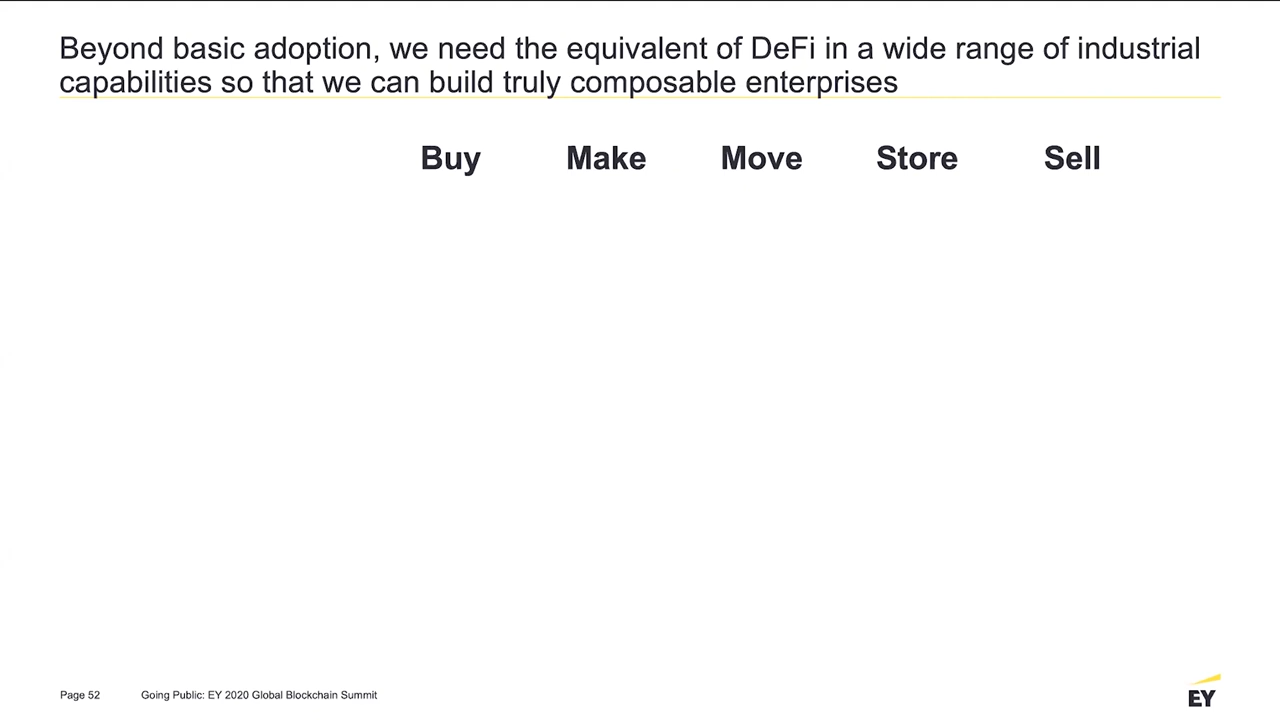 Beyond basic adoption, we need the equivalent of DeFi in a wide range of industrial
capabilities so that we can build truly composable enterprises
Buy Make Move Store Sell
Page 52 Going Public: EY 2020 Global Blockchain Summit
EY